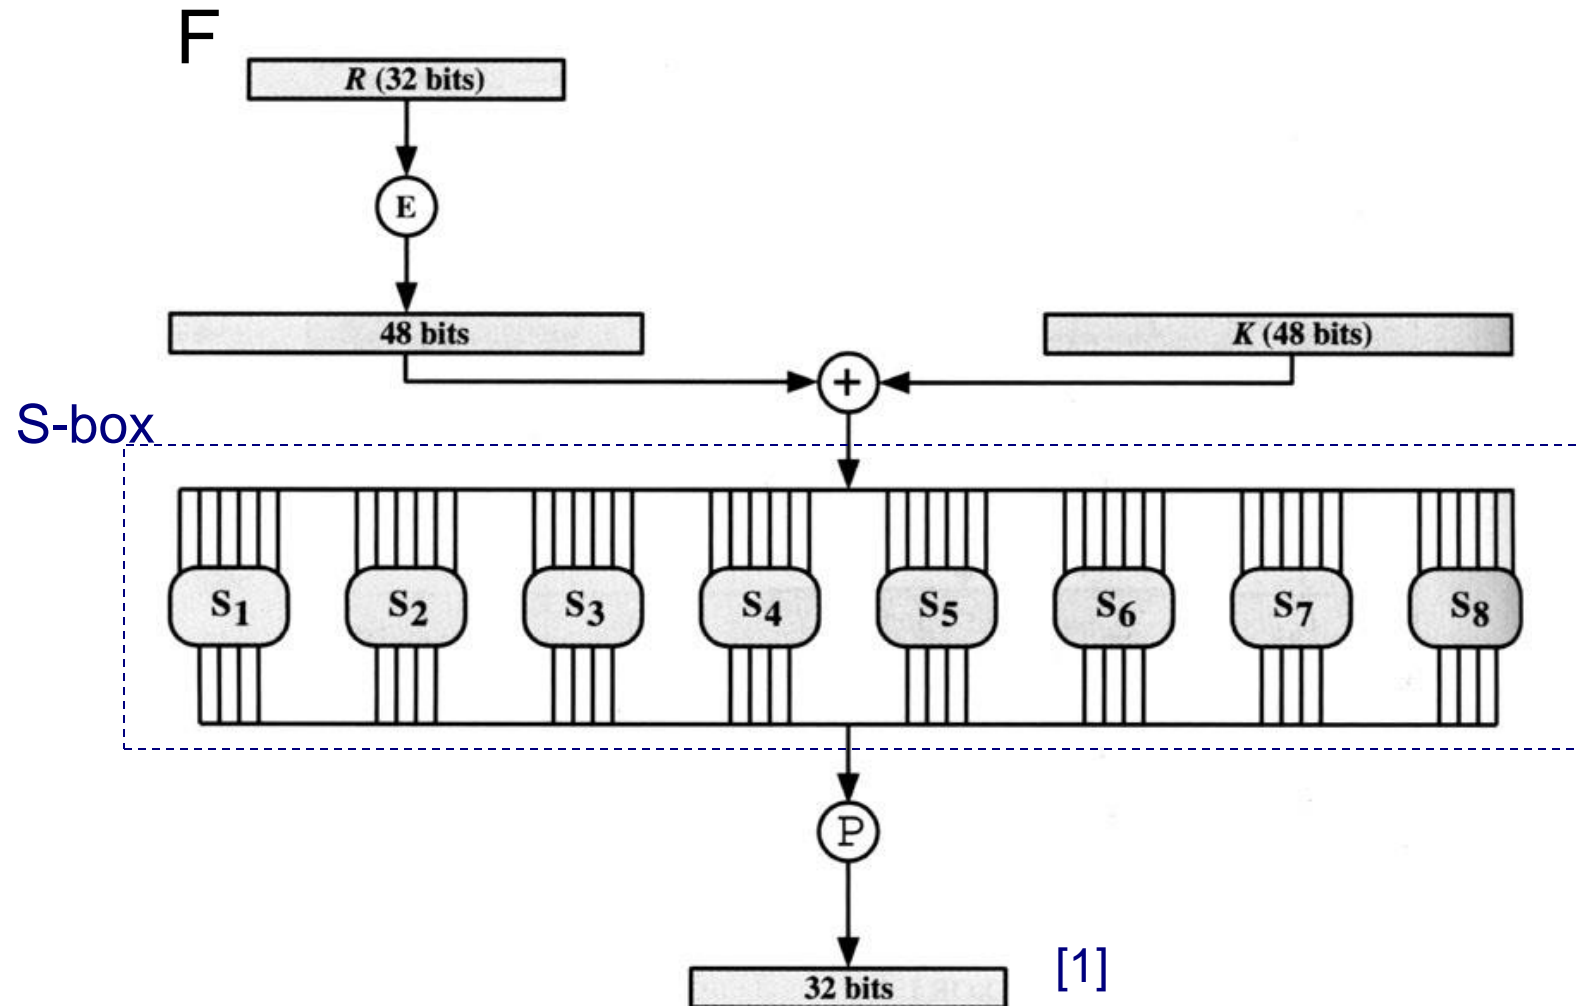 F
R (32 bits)
E
48 bits
K (48 bits)
+
S-box
S1 S2 S3 S4 S5 S6 S7 S8
P
32 bits
[1]